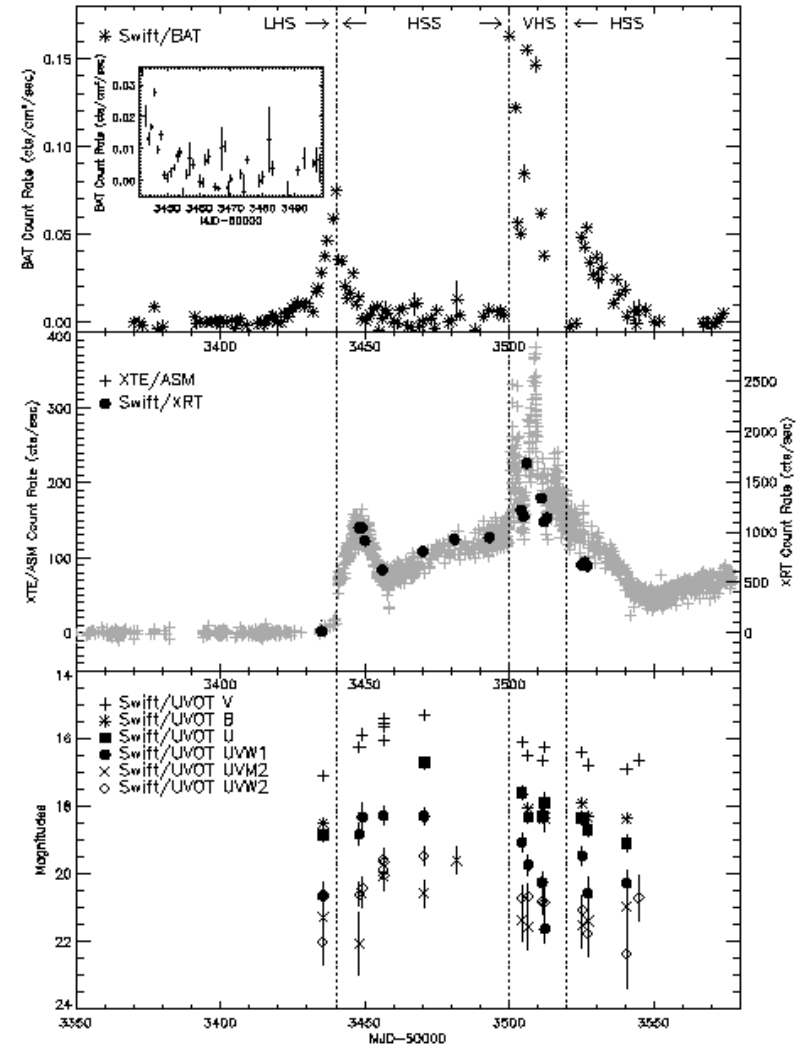 LHS → ← HSS → VHS ← HSS
Swift/BAT
BAT Count Rate (cts/cm²/sec)
0.15
0.10
0.05
0.00
BAT Count Rate (cts/cm²/sec)
0.03
0.02
0.01
0.00
3450 3460 3470 3480 3490
MJD-50000
3400 3450 3500
XTE/ASM
Swift/XRT
XTE/ASM Count Rate (cts/sec)
400
300
200
100
0
XRT Count Rate (cts/sec)
2500
2000
1500
1000
500
0
3400 3450 3500
Swift/UVOT V
Swift/UVOT B
Swift/UVOT U
Swift/UVOT UVW1
Swift/UVOT UVM2
Swift/UVOT UVW2
Magnitudes
14
16
18
20
22
24
3350 3400 3450 3500 3550
MJD-50000